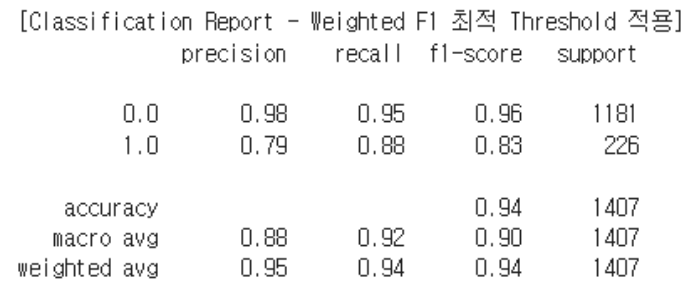 [Classification Report - Weighted F1 최적 Threshold 적용]
precision recall f1-score support
0.0 0.98 0.95 0.96 1181
1.0 0.79 0.88 0.83 226
accuracy 0.94 1407
macro avg 0.88 0.92 0.90 1407
weighted avg 0.95 0.94 0.94 1407